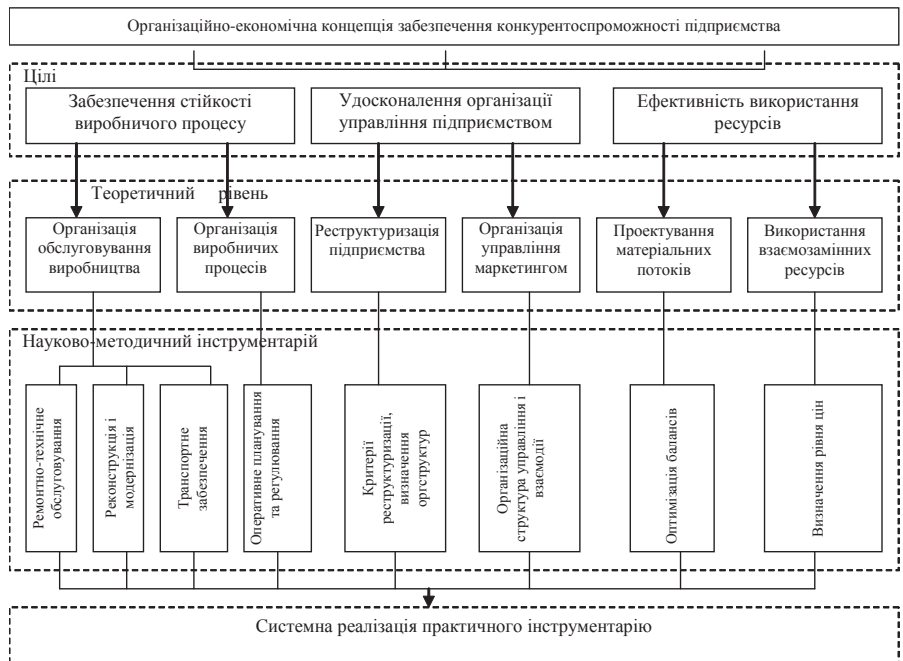 Організаційно-економічна концепція забезпечення конкурентоспроможності підприємства
Цілі
Забезпечення стійкості
виробничого процесу
Удосконалення організації
управління підприємством
Ефективність використання
ресурсів
Теоретичний рівень
Організація
обслуговування
виробництва
Організація
виробничих
процесів
Реструктуризація
підприємства
Організація
управління
маркетингом
Проектування
матеріальних
потоків
Використання
взаємозамінних
ресурсів
Науково-методичний інструментарій
Ремонтно-технічне
обслуговування
Реконструкція і
модернізація
Транспортне
забезпечення
Оперативне планування
та регулювання
Критерії
реструктуризації,
визначення
оргструктур
Організаційна
структура управління і
взаємодії
Оптимізація балансів
Визначення рівня цін
Системна реалізація практичного інструментарію